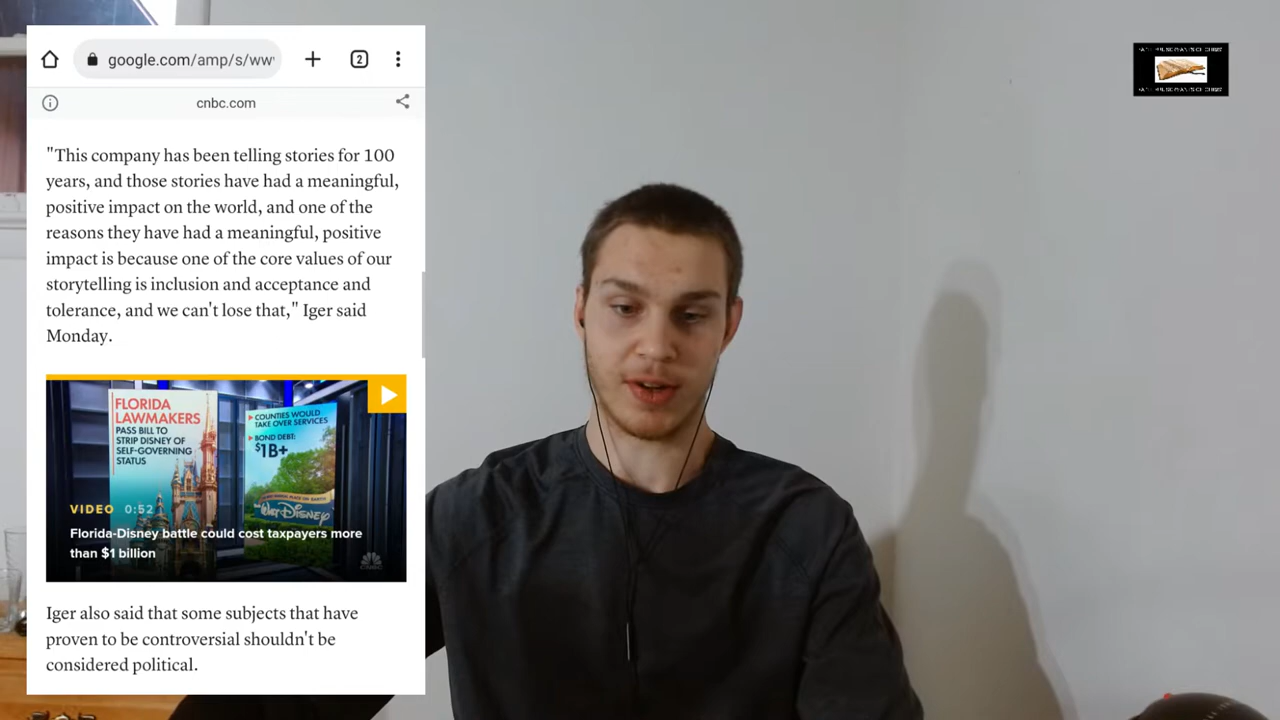 google.com/amp/s/ww
2
cnbc.com
"This company has been telling stories for 100
years, and those stories have had a meaningful,
positive impact on the world, and one of the
reasons they have had a meaningful, positive
impact is because one of the core values of our
storytelling is inclusion and acceptance and
tolerance, and we can't lose that," Iger said
Monday.
FLORIDA
LAWMAKERS
PASS BILL TO
STRIP DISNEY OF
SELF-GOVERNING
STATUS
COUNTIES WOULD
TAKE OVER SERVICES
BOND DEBT:
$1B+
WALT DISNEY
VIDEO 0:52
Florida-Disney battle could cost taxpayers more
than $1 billion
CNBC
Iger also said that some subjects that have
proven to be controversial shouldn't be
considered political.